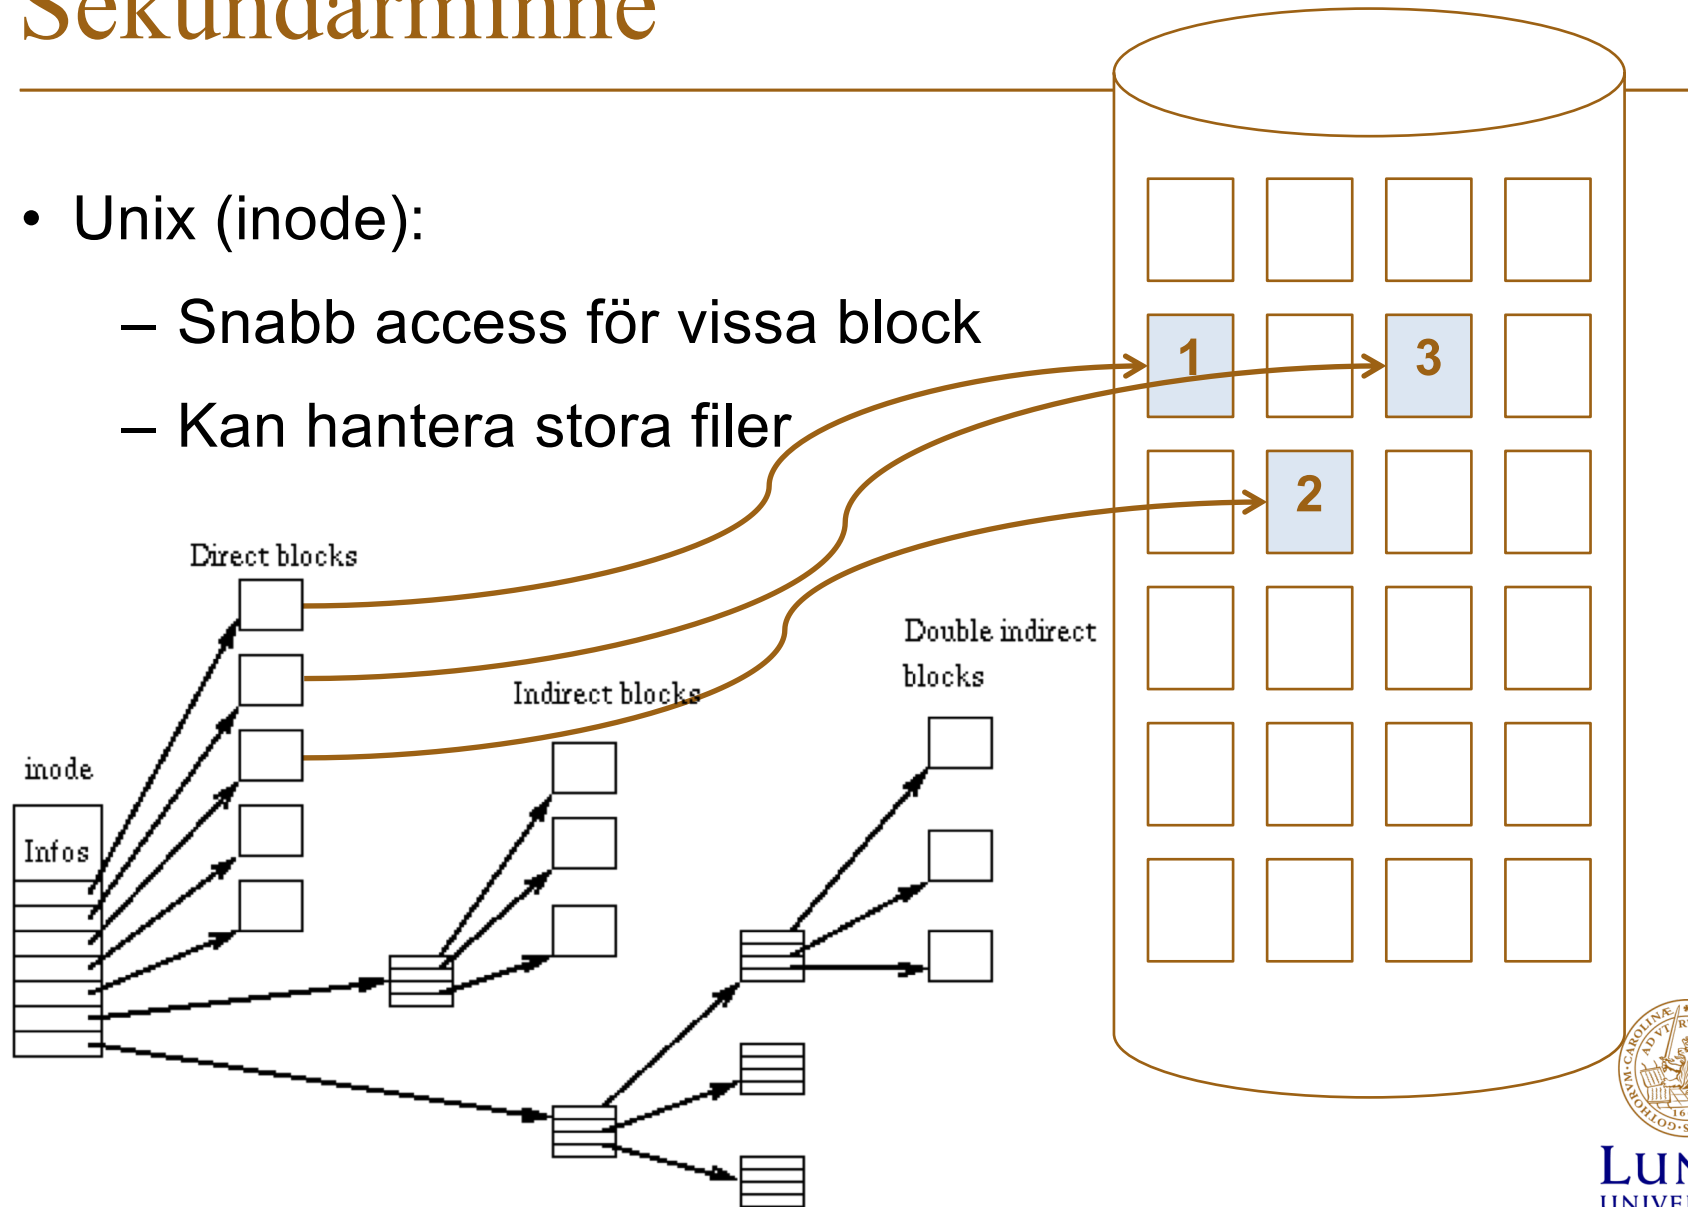 Sekundärminne
• Unix (inode):
– Snabb access för vissa block
– Kan hantera stora filer
1
3
2
Direct blocks
Double indirect
blocks
Indirect blocks
inode
Infos